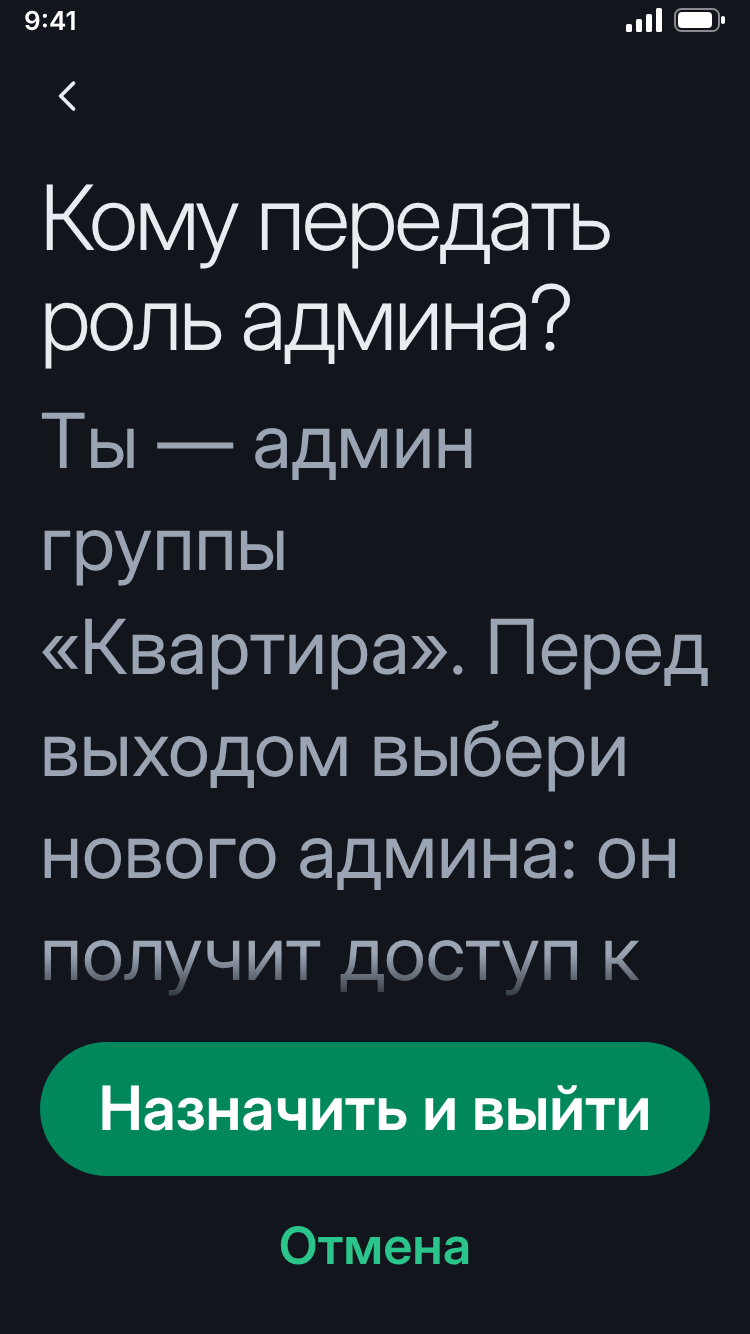 9:41
Кому передать
роль админа?
Ты — админ
группы
«Квартира». Перед
выходом выбери
нового админа: он
получит доступ к
Назначить и выйти
Отмена